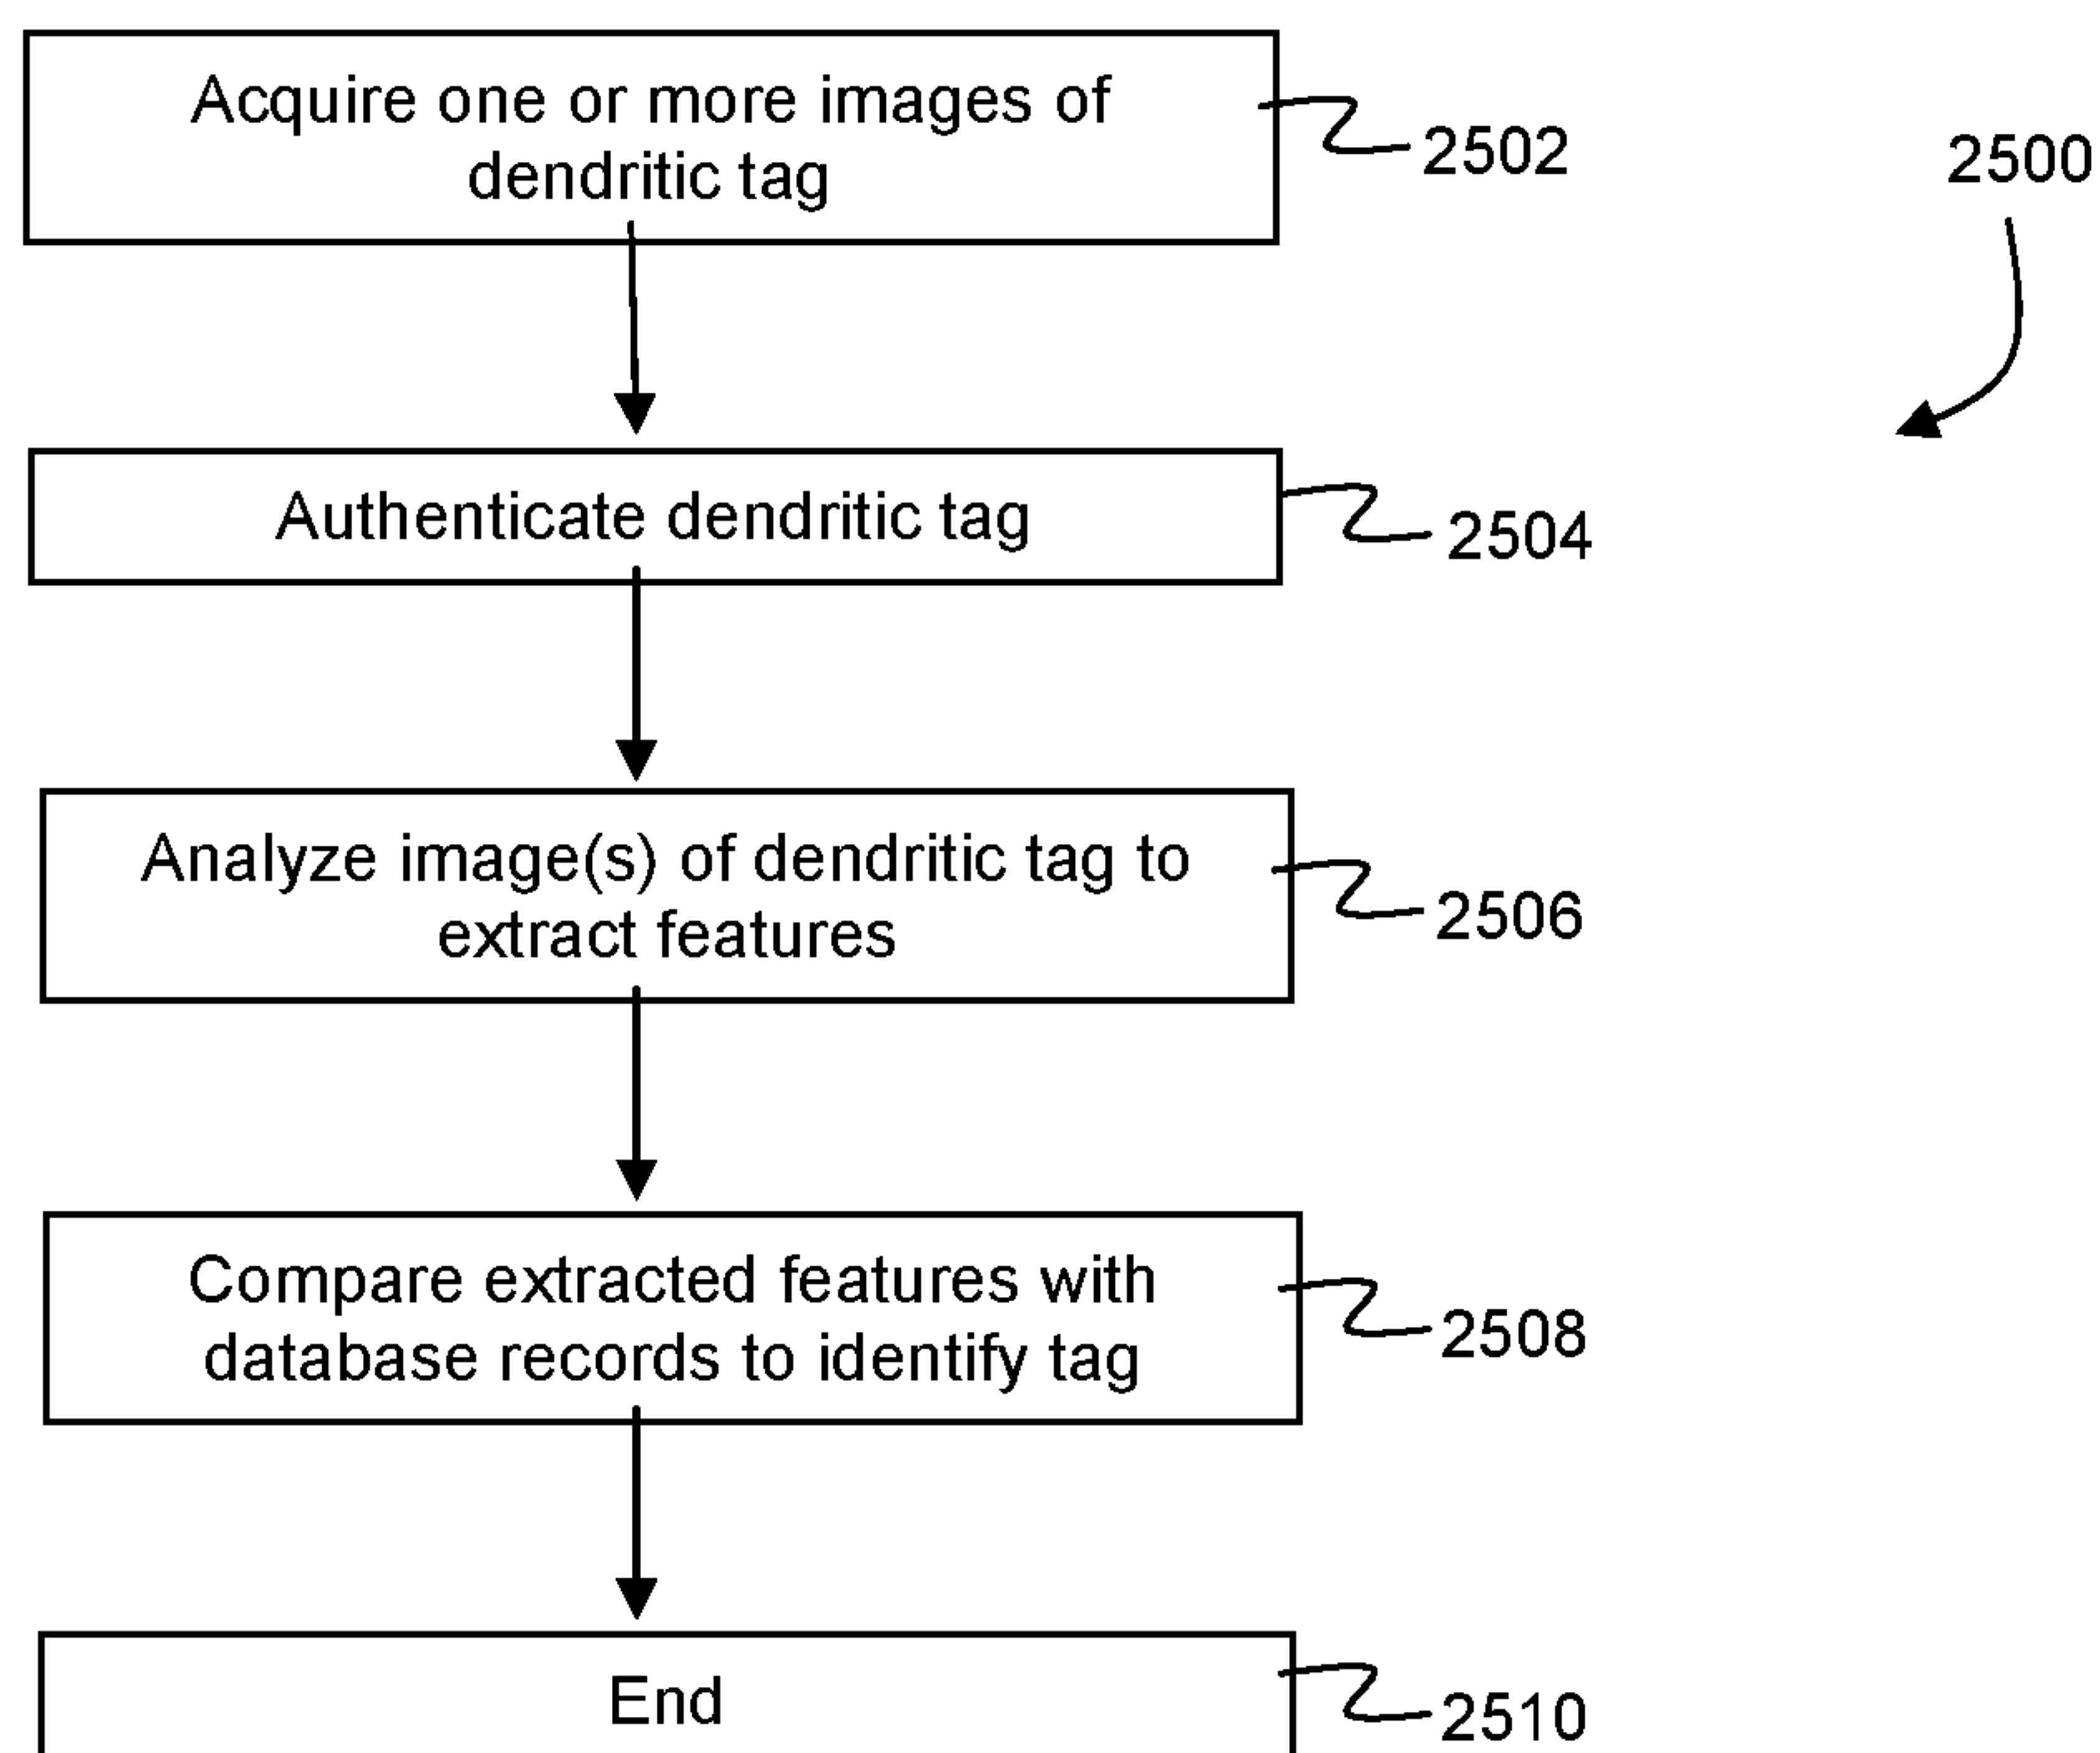 Acquire one or more images of
dendritic tag
2502
2500
Authenticate dendritic tag
2504
Analyze image(s) of dendritic tag to
extract features
2506
Compare extracted features with
database records to identify tag
2508
End
2510